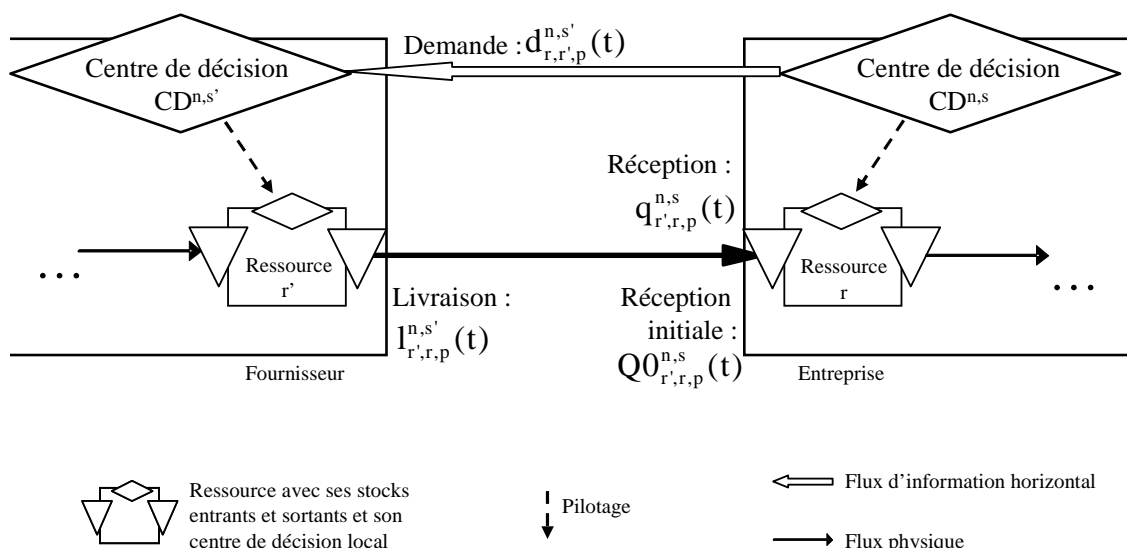 Demande : d^{n,s'}_{r,r',p}(t)
Centre de décision
CD^{n,s'}
Centre de décision
CD^{n,s}
Réception :
q^{n,s}_{r',r,p}(t)
Ressource
r'
...
Ressource
r
...
Livraison :
l^{n,s'}_{r',r,p}(t)
Réception
initiale :
Q0^{n,s}_{r',r,p}(t)
Fournisseur
Entreprise
Ressource avec ses stocks
entrants et sortants et son
centre de décision local
Pilotage
Flux d'information horizontal
Flux physique